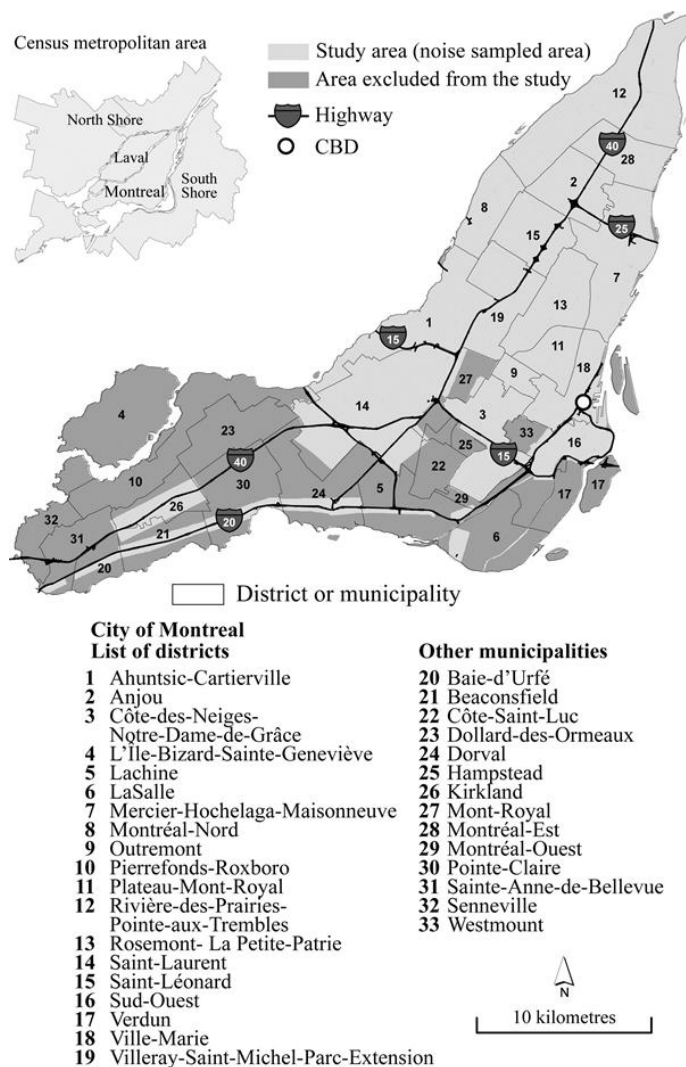 Census metropolitan area
North Shore
Laval
Montreal
South
Shore
Study area (noise sampled area)
Area excluded from the study
Highway
CBD
12
40
28
2
8
25
15
7
13
19
1
15
11
18
27
9
14
4
3
33
23
16
25
15
40
22
10
17
17
30
24
5
29
32
26
20
6
31
21
20
District or municipality
City of Montreal
List of districts
1 Ahuntsic-Cartierville
2 Anjou
3 Côte-des-Neiges-
Notre-Dame-de-Grâce
4 L'Île-Bizard-Sainte-Geneviève
5 Lachine
6 LaSalle
7 Mercier-Hochelaga-Maisonneuve
8 Montréal-Nord
9 Outremont
10 Pierrefonds-Roxboro
11 Plateau-Mont-Royal
12 Rivière-des-Prairies-
Pointe-aux-Trembles
13 Rosemont- La Petite-Patrie
14 Saint-Laurent
15 Saint-Léonard
16 Sud-Ouest
17 Verdun
18 Ville-Marie
19 Villeray-Saint-Michel-Parc-Extension
Other municipalities
20 Baie-d'Urfé
21 Beaconsfield
22 Côte-Saint-Luc
23 Dollard-des-Ormeaux
24 Dorval
25 Hampstead
26 Kirkland
27 Mont-Royal
28 Montréal-Est
29 Montréal-Ouest
30 Pointe-Claire
31 Sainte-Anne-de-Bellevue
32 Senneville
33 Westmount
N
10 kilometres